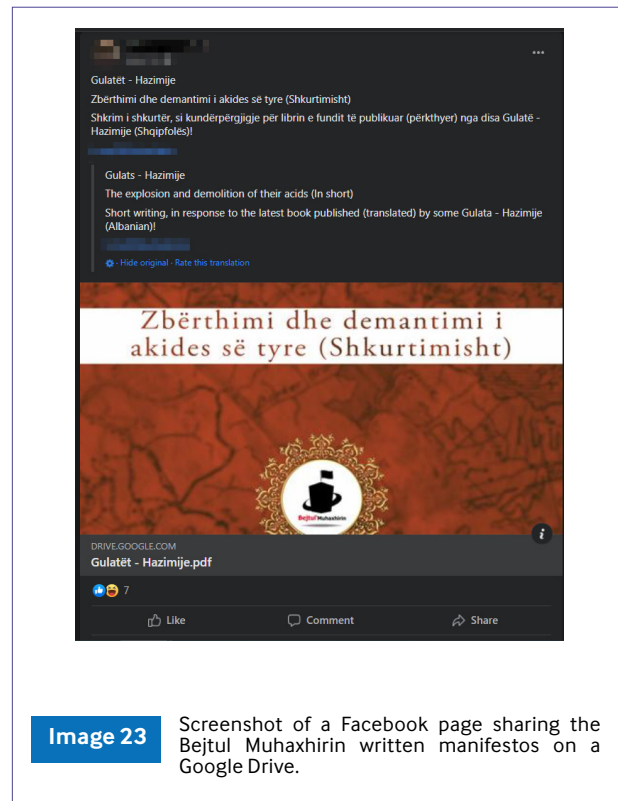 Gulatët - Hazimije
Zbërthimi dhe demantimi i akides së tyre (Shkurtimisht)
Shkrim i shkurtër, si kundërpërgjigje për librin e fundit të publikuar (përkthyer) nga disa Gulatë -
Hazimije (Shqipfolës)!
Gulats - Hazimije
The explosion and demolition of their acids (In short)
Short writing, in response to the latest book published (translated) by some Gulata - Hazimije
(Albanian)!
· Hide original · Rate this translation
Zbërthimi dhe demantimi i
akides së tyre (Shkurtimisht)
Bejtul Muhaxhirin
DRIVE.GOOGLE.COM
Gulatët - Hazimije.pdf
7
Like Comment Share
Image 23
Screenshot of a Facebook page sharing the
Bejtul Muhaxhirin written manifestos on a
Google Drive.